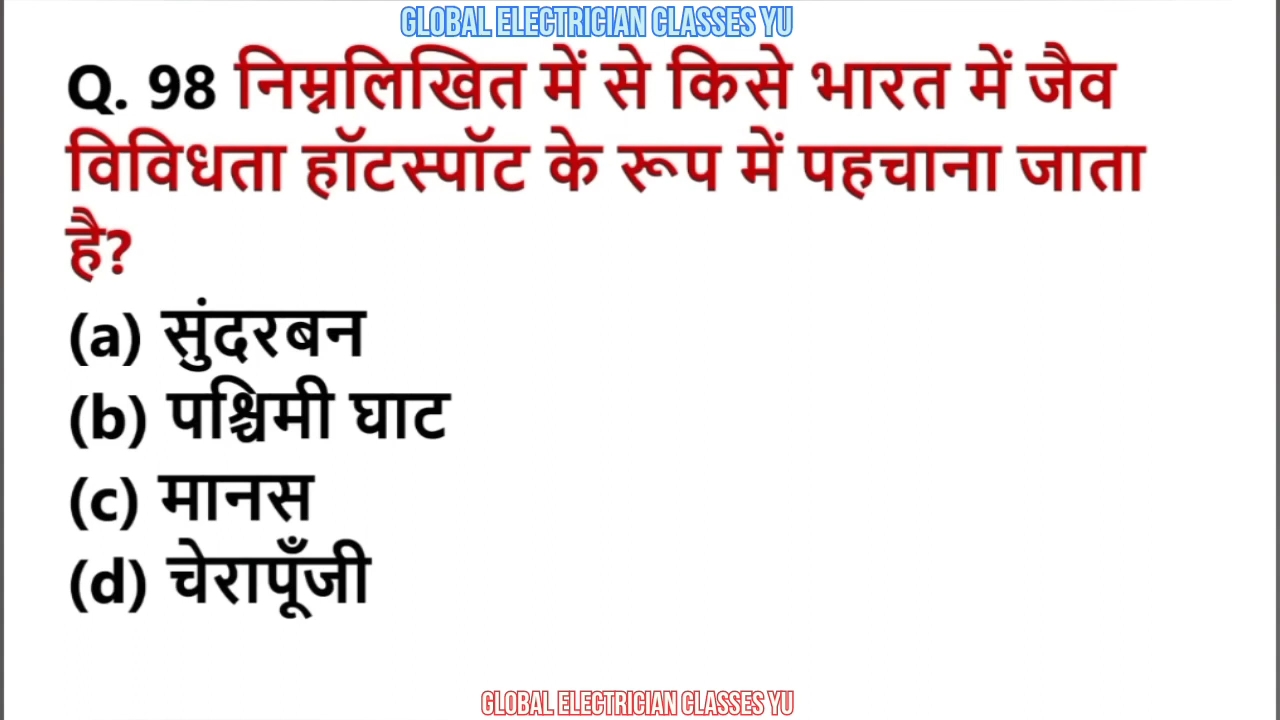 GLOBAL ELECTRICIAN CLASSES YU
Q. 98 निम्नलिखित में से किसे भारत में जैव
विविधता हॉटस्पॉट के रूप में पहचाना जाता
है?
(a) सुंदरबन
(b) पश्चिमी घाट
(c) मानस
(d) चेरापूँजी
GLOBAL ELECTRICIAN CLASSES YU